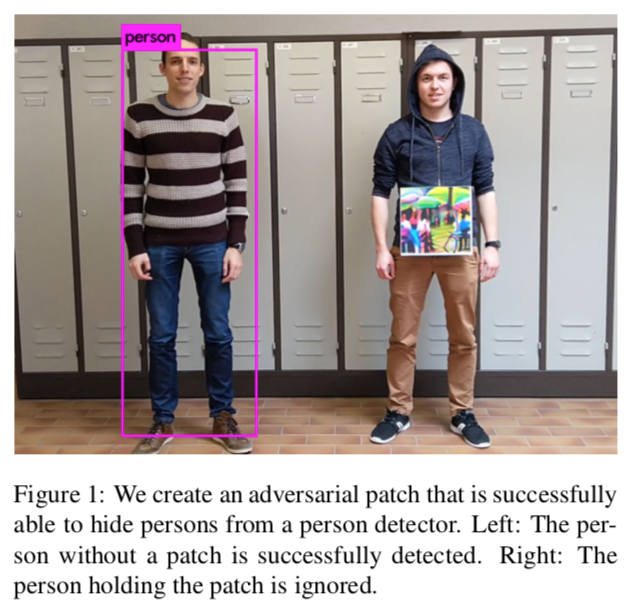 person
Figure 1: We create an adversarial patch that is successfully
able to hide persons from a person detector. Left: The per-
son without a patch is successfully detected. Right: The
person holding the patch is ignored.